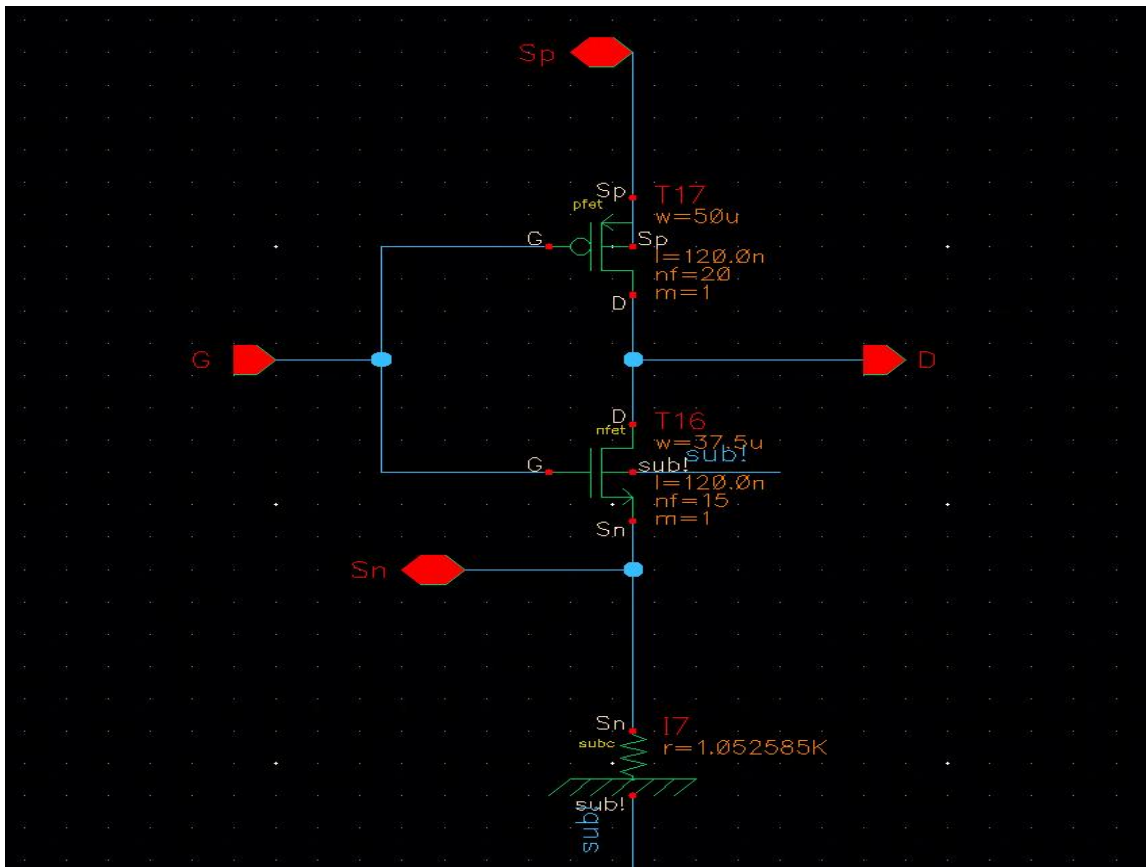 Sp
Sp
T17
pfet
w=50u
G
Sp
l=120.0n
nf=20
D
m=1
G
D
D
T16
nfet
w=37.5u
sub!
G
sub!
l=120.0n
nf=15
m=1
Sn
Sn
Sn
I7
subc
r=1.052585K
sub!
sub!